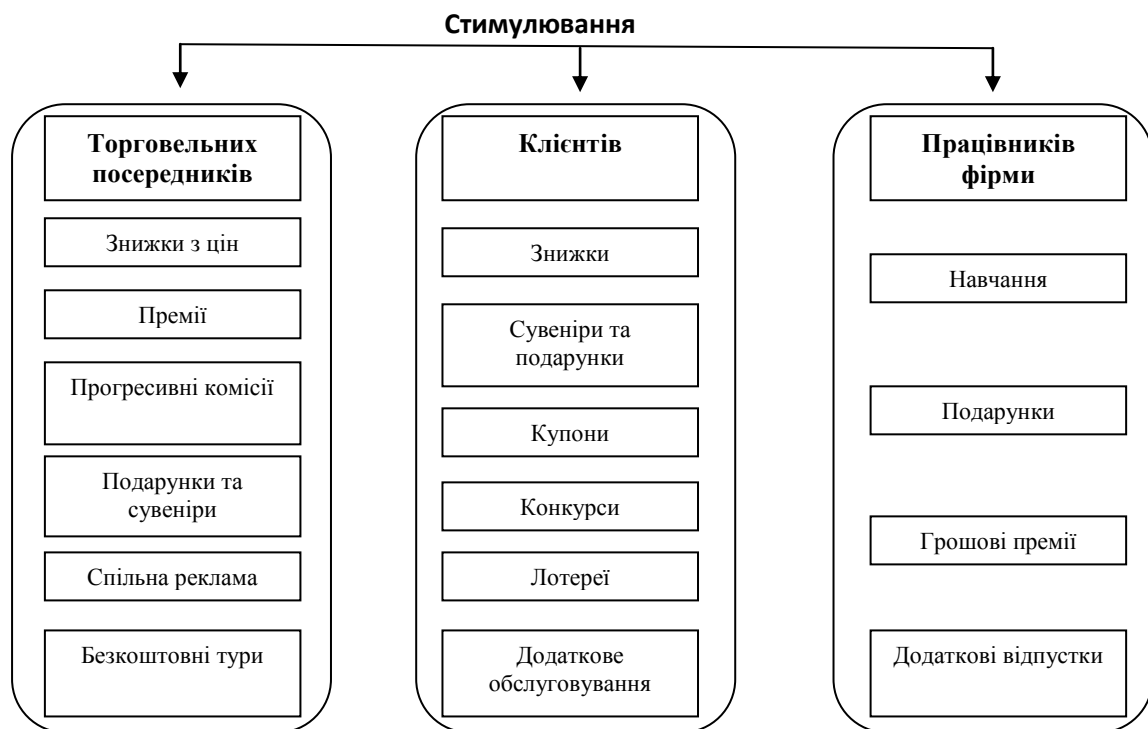 Стимулювання
Торговельних
посередників
Знижки з цін
Премії
Прогресивні комісії
Подарунки та
сувеніри
Спільна реклама
Безкоштовні тури
Клієнтів
Знижки
Сувеніри та
подарунки
Купони
Конкурси
Лотереї
Додаткове
обслуговування
Працівників
фірми
Навчання
Подарунки
Грошові премії
Додаткові відпустки